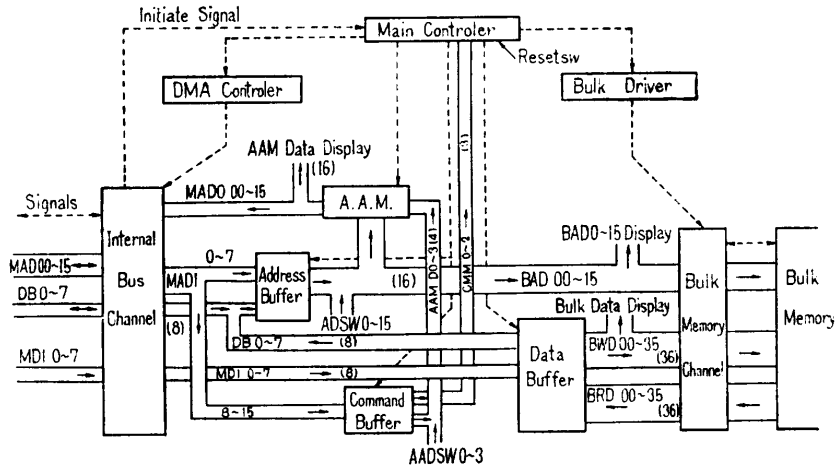 Initiate Signal
Main Controler
Resetsw
DMA Controler
Bulk Driver
AAM Data Display
(16)
(3)
MADO 00~15
A. A. M.
Signals
Internal
Bus
Channel
BAD0~15 Display
Bulk
Memory
Channel
Bulk
Memory
0~7
MAD00~15
MADI
Address
Buffer
(16)
AAM D0~3(4)
CMM 0~2
BAD 00~15
DB 0~7
(8)
ADSW0~15
Bulk Data Display
DB 0~7
(8)
Data
Buffer
BWD 00~35
(36)
MDI 0~7
MDI 0~7
(8)
BRD 00~35
(36)
8~15
Command
Buffer
AADSW0~3